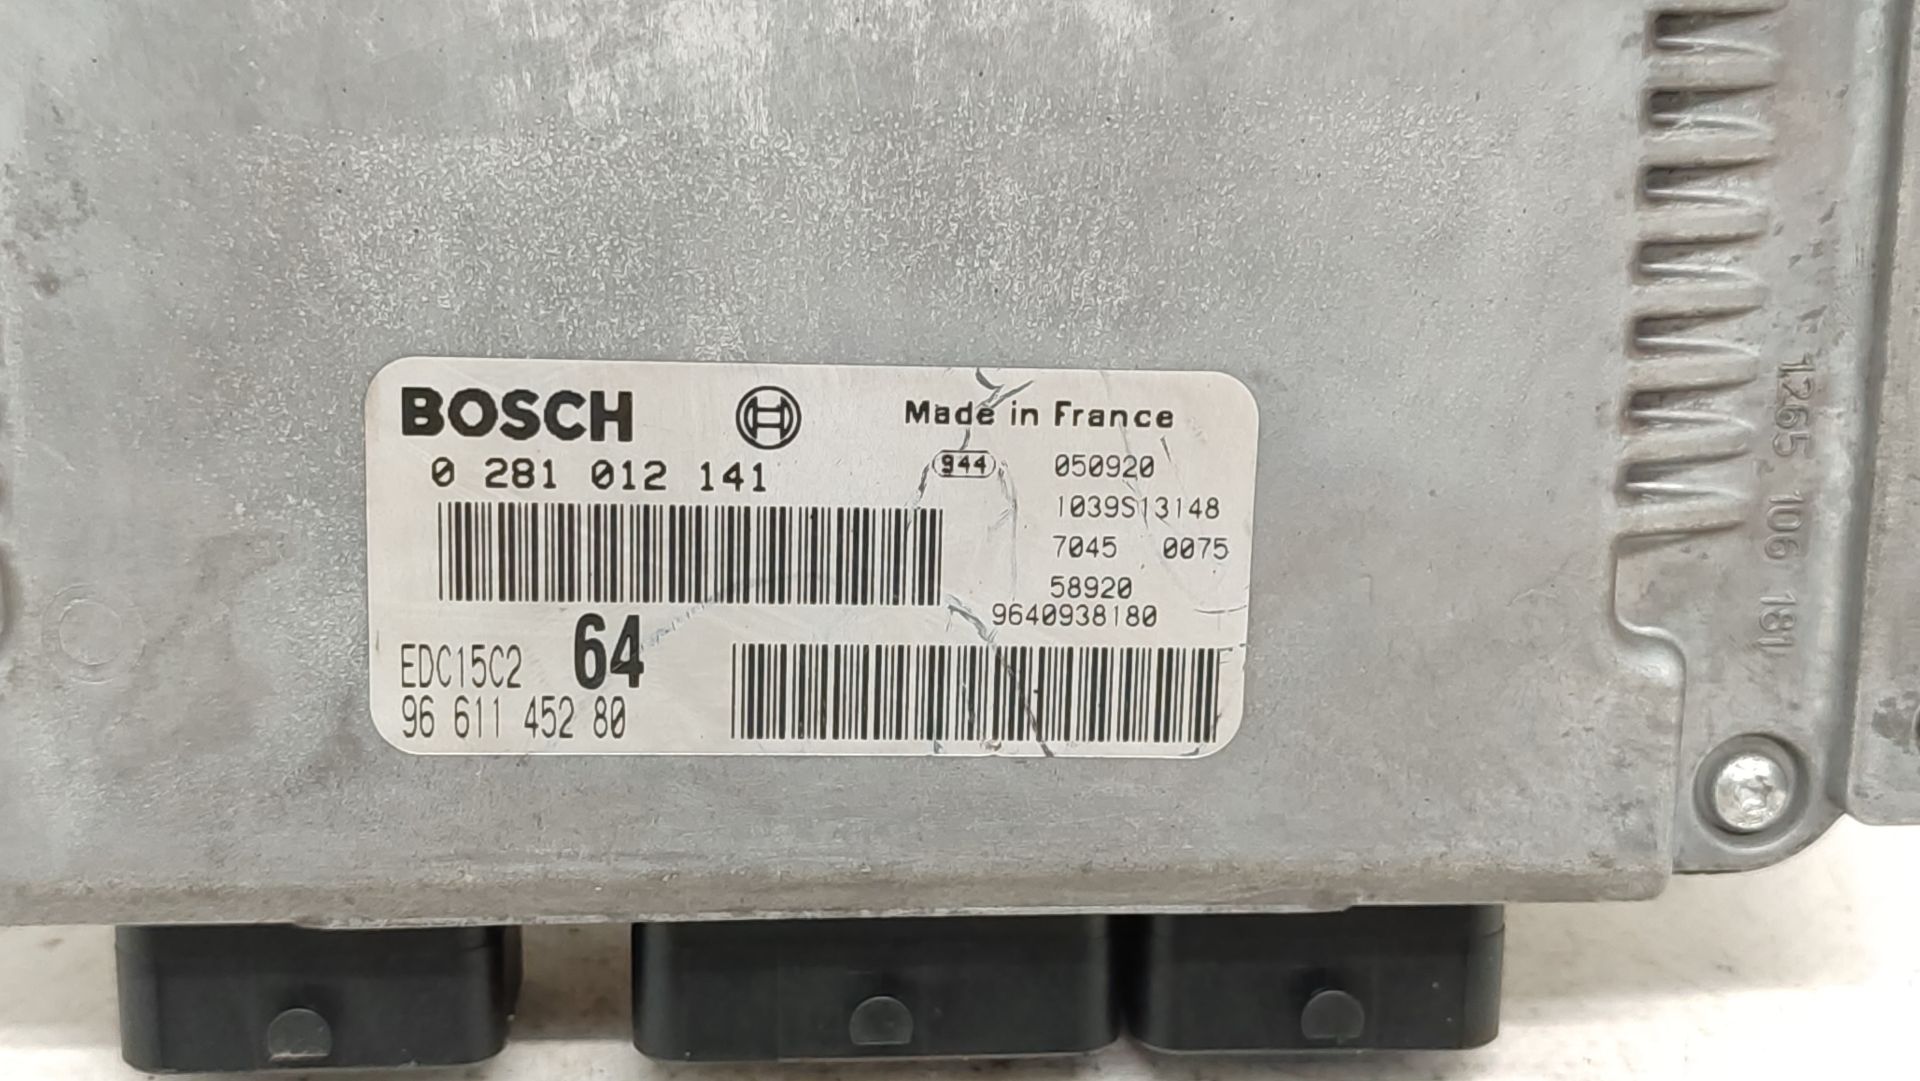 BOSCH
Made in France
0 281 012 141
944
050920
1039S13148
7045 0075
58920
9640938180
EDC15C2 64
96 611 452 80
1265 106 181